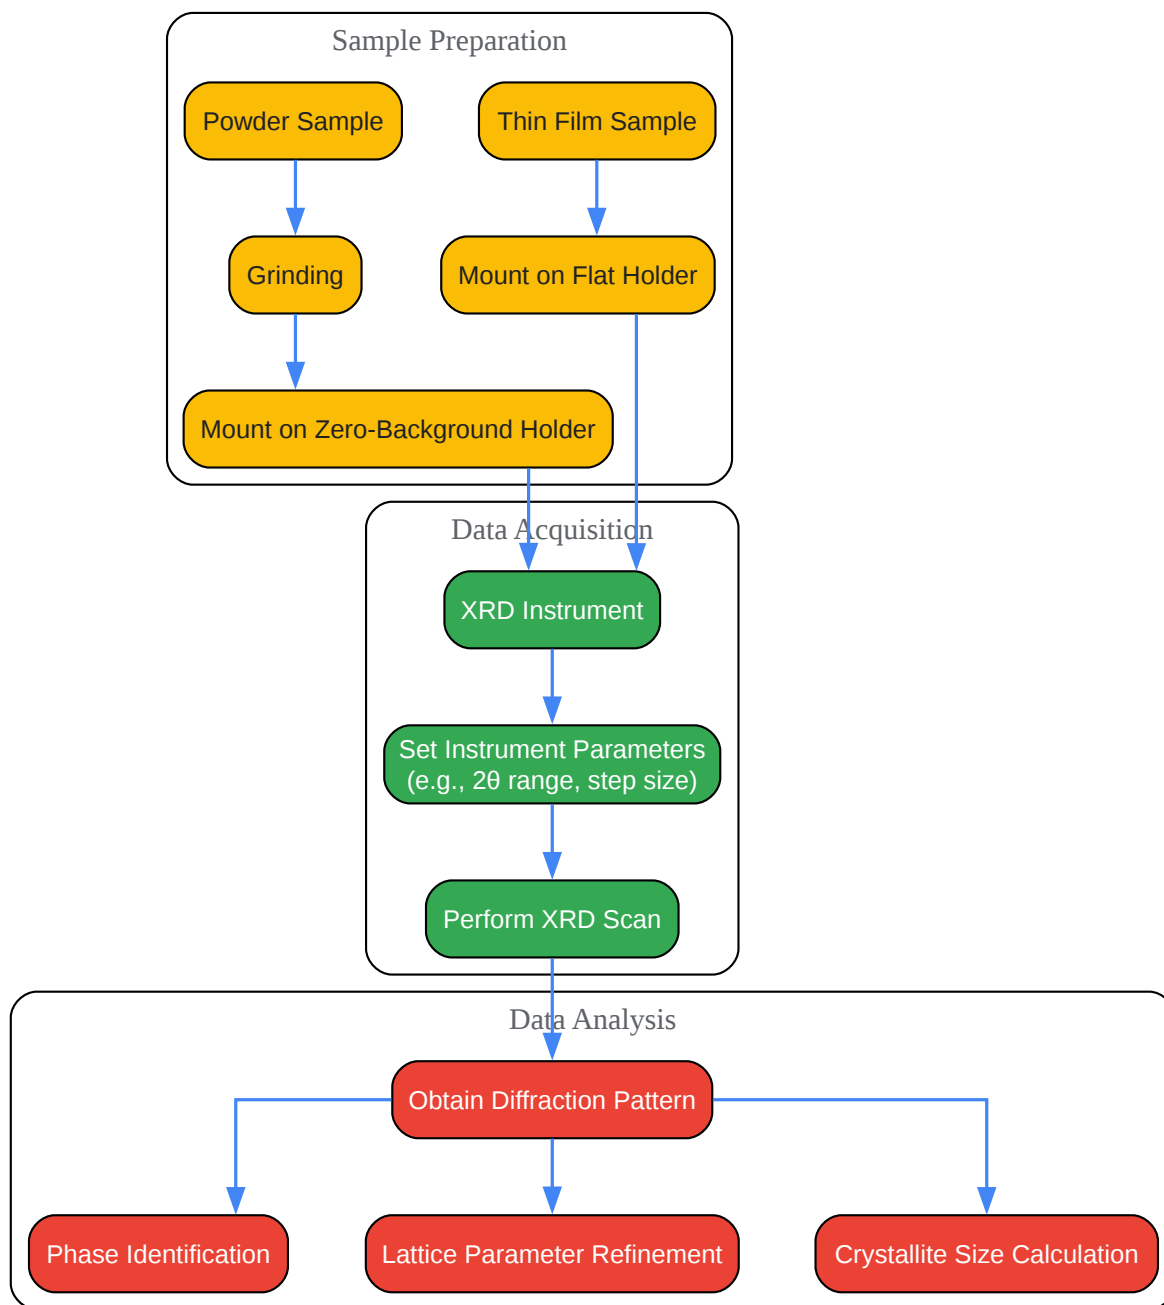 Sample Preparation
Powder Sample
Thin Film Sample
Grinding
Mount on Flat Holder
Mount on Zero-Background Holder
Data Acquisition
XRD Instrument
Set Instrument Parameters
(e.g., 2θ range, step size)
Perform XRD Scan
Data Analysis
Obtain Diffraction Pattern
Phase Identification
Lattice Parameter Refinement
Crystallite Size Calculation